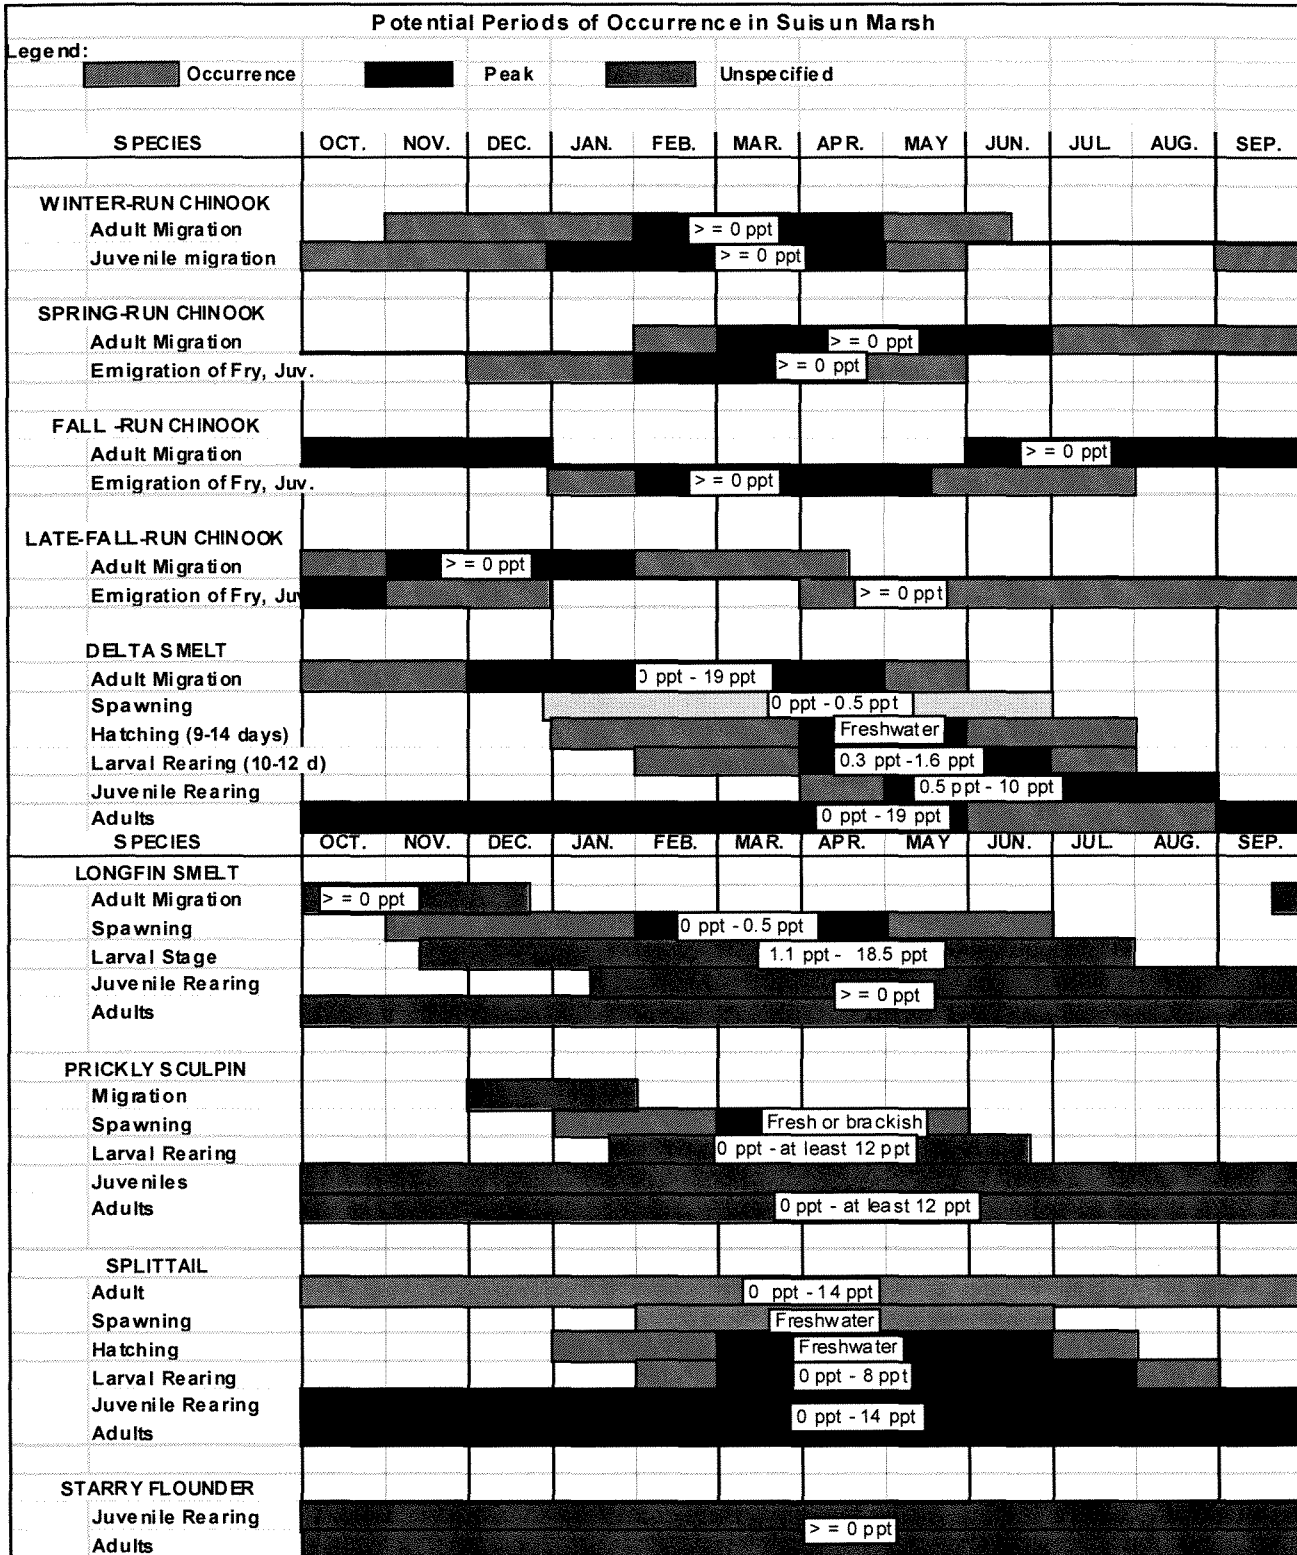 Potential Periods of Occurrence in Suisun Marsh
Legend:
Occurrence Peak Unspecified
SPECIES OCT. NOV. DEC. JAN. FEB. MAR. APR. MAY JUN. JUL. AUG. SEP.
WINTER-RUN CHINOOK
Adult Migration > = 0 ppt
Juvenile migration > = 0 ppt
SPRING-RUN CHINOOK
Adult Migration > = 0 ppt
Emigration of Fry, Juv. > = 0 ppt
FALL -RUN CHINOOK
Adult Migration > = 0 ppt
Emigration of Fry, Juv. > = 0 ppt
LATE-FALL-RUN CHINOOK
Adult Migration > = 0 ppt
Emigration of Fry, Juv > = 0 ppt
DELTA SMELT
Adult Migration 0 ppt - 19 ppt
Spawning 0 ppt - 0.5 ppt
Hatching (9-14 days) Freshwater
Larval Rearing (10-12 d) 0.3 ppt -1.6 ppt
Juvenile Rearing 0.5 ppt - 10 ppt
Adults 0 ppt - 19 ppt
SPECIES OCT. NOV. DEC. JAN. FEB. MAR. APR. MAY JUN. JUL. AUG. SEP.
LONGFIN SMELT
Adult Migration > = 0 ppt
Spawning 0 ppt - 0.5 ppt
Larval Stage 1.1 ppt - 18.5 ppt
Juvenile Rearing
> = 0 ppt
Adults
PRICKLY SCULPIN
Migration
Spawning Fresh or brackish
Larval Rearing 0 ppt - at least 12 ppt
Juveniles
Adults 0 ppt - at least 12 ppt
SPLITTAIL
Adult 0 ppt - 14 ppt
Spawning Freshwater
Hatching Freshwater
Larval Rearing 0 ppt - 8 ppt
Juvenile Rearing
0 ppt - 14 ppt
Adults
STARRY FLOUNDER
Juvenile Rearing
> = 0 ppt
Adults